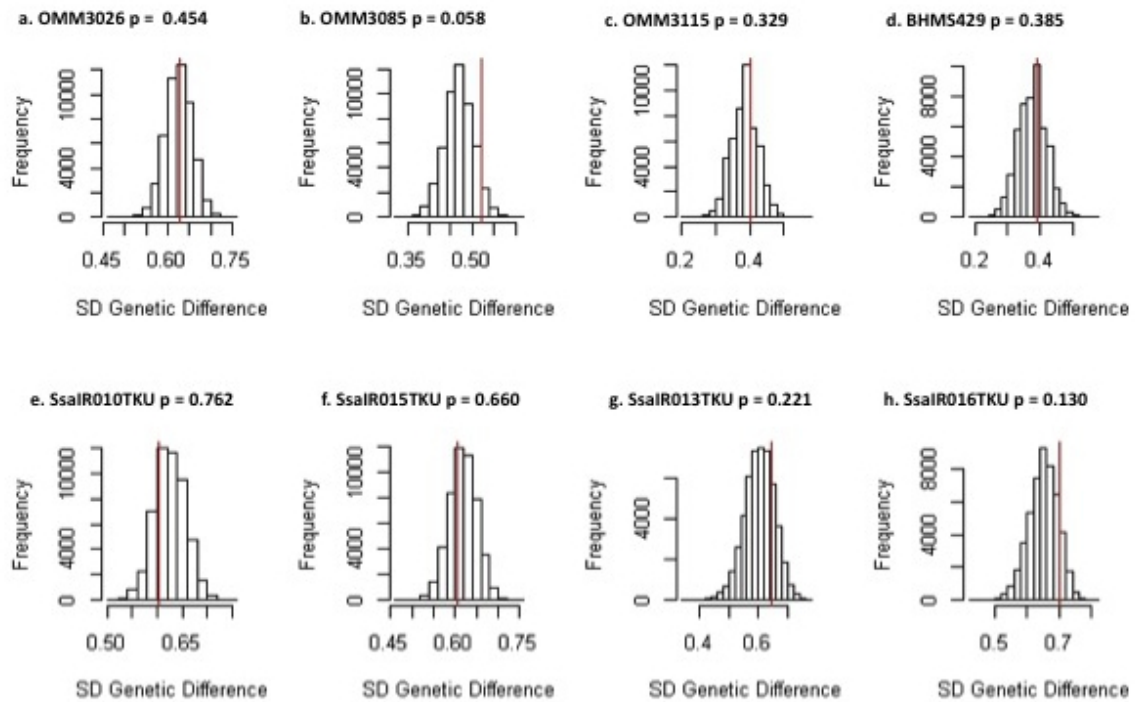 a. OMM3026 p = 0.454
b. OMM3085 p = 0.058
c. OMM3115 p = 0.329
d. BHMS429 p = 0.385
Frequency
0 4000 10000
0.45 0.60 0.75
SD Genetic Difference
Frequency
0 4000 10000
0.35 0.50
SD Genetic Difference
Frequency
0 4000 10000
0.2 0.4
SD Genetic Difference
Frequency
0 4000 8000
0.2 0.4
SD Genetic Difference
e. SsaIR010TKU p = 0.762
f. SsaIR015TKU p = 0.660
g. SsaIR013TKU p = 0.221
h. SsaIR016TKU p = 0.130
Frequency
0 4000 10000
0.50 0.65
SD Genetic Difference
Frequency
0 4000 10000
0.45 0.60 0.75
SD Genetic Difference
Frequency
0 4000
0.4 0.6
SD Genetic Difference
Frequency
0 4000 8000
0.5 0.7
SD Genetic Difference